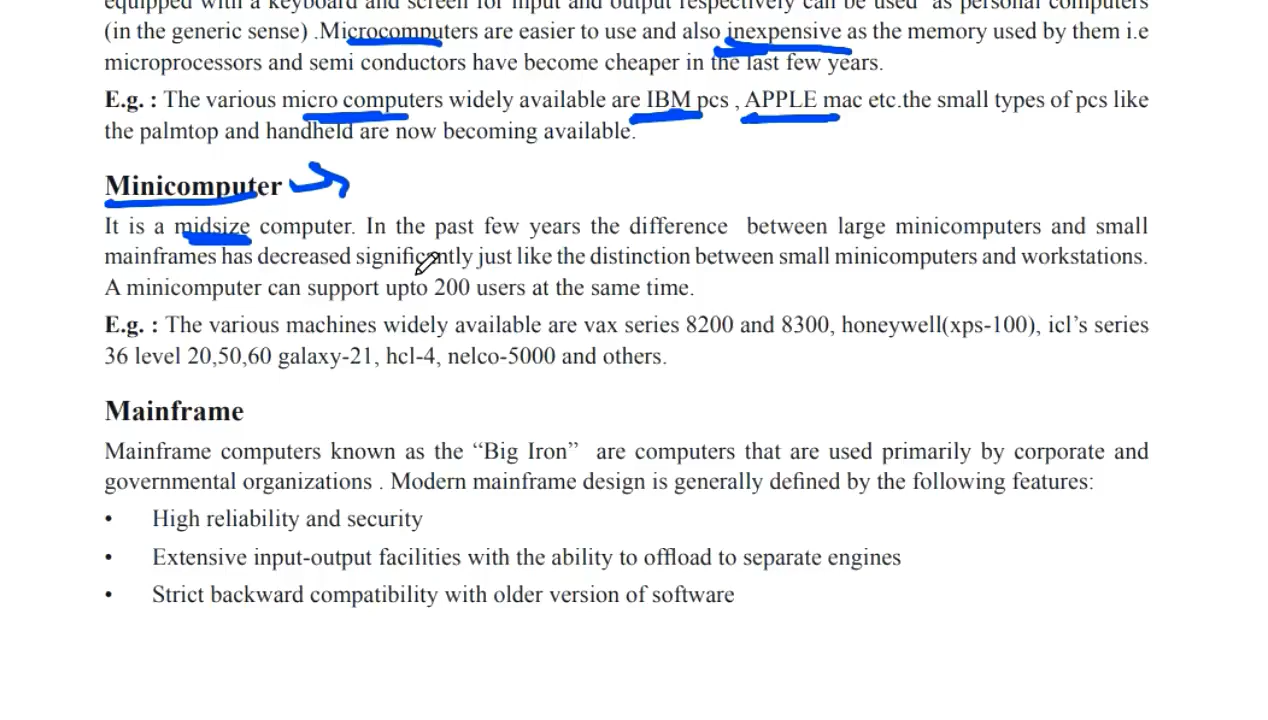 equipped with a keyboard and screen for input and output respectively can be used as personal computers
(in the generic sense) .Microcomputers are easier to use and also inexpensive as the memory used by them i.e
microprocessors and semi conductors have become cheaper in the last few years.
E.g. : The various micro computers widely available are IBM pcs , APPLE mac etc.the small types of pcs like
the palmtop and handheld are now becoming available.
Minicomputer
It is a midsize computer. In the past few years the difference between large minicomputers and small
mainframes has decreased significantly just like the distinction between small minicomputers and workstations.
A minicomputer can support upto 200 users at the same time.
E.g. : The various machines widely available are vax series 8200 and 8300, honeywell(xps-100), icl’s series
36 level 20,50,60 galaxy-21, hcl-4, nelco-5000 and others.
Mainframe
Mainframe computers known as the “Big Iron” are computers that are used primarily by corporate and
governmental organizations . Modern mainframe design is generally defined by the following features:
• High reliability and security
• Extensive input-output facilities with the ability to offload to separate engines
• Strict backward compatibility with older version of software